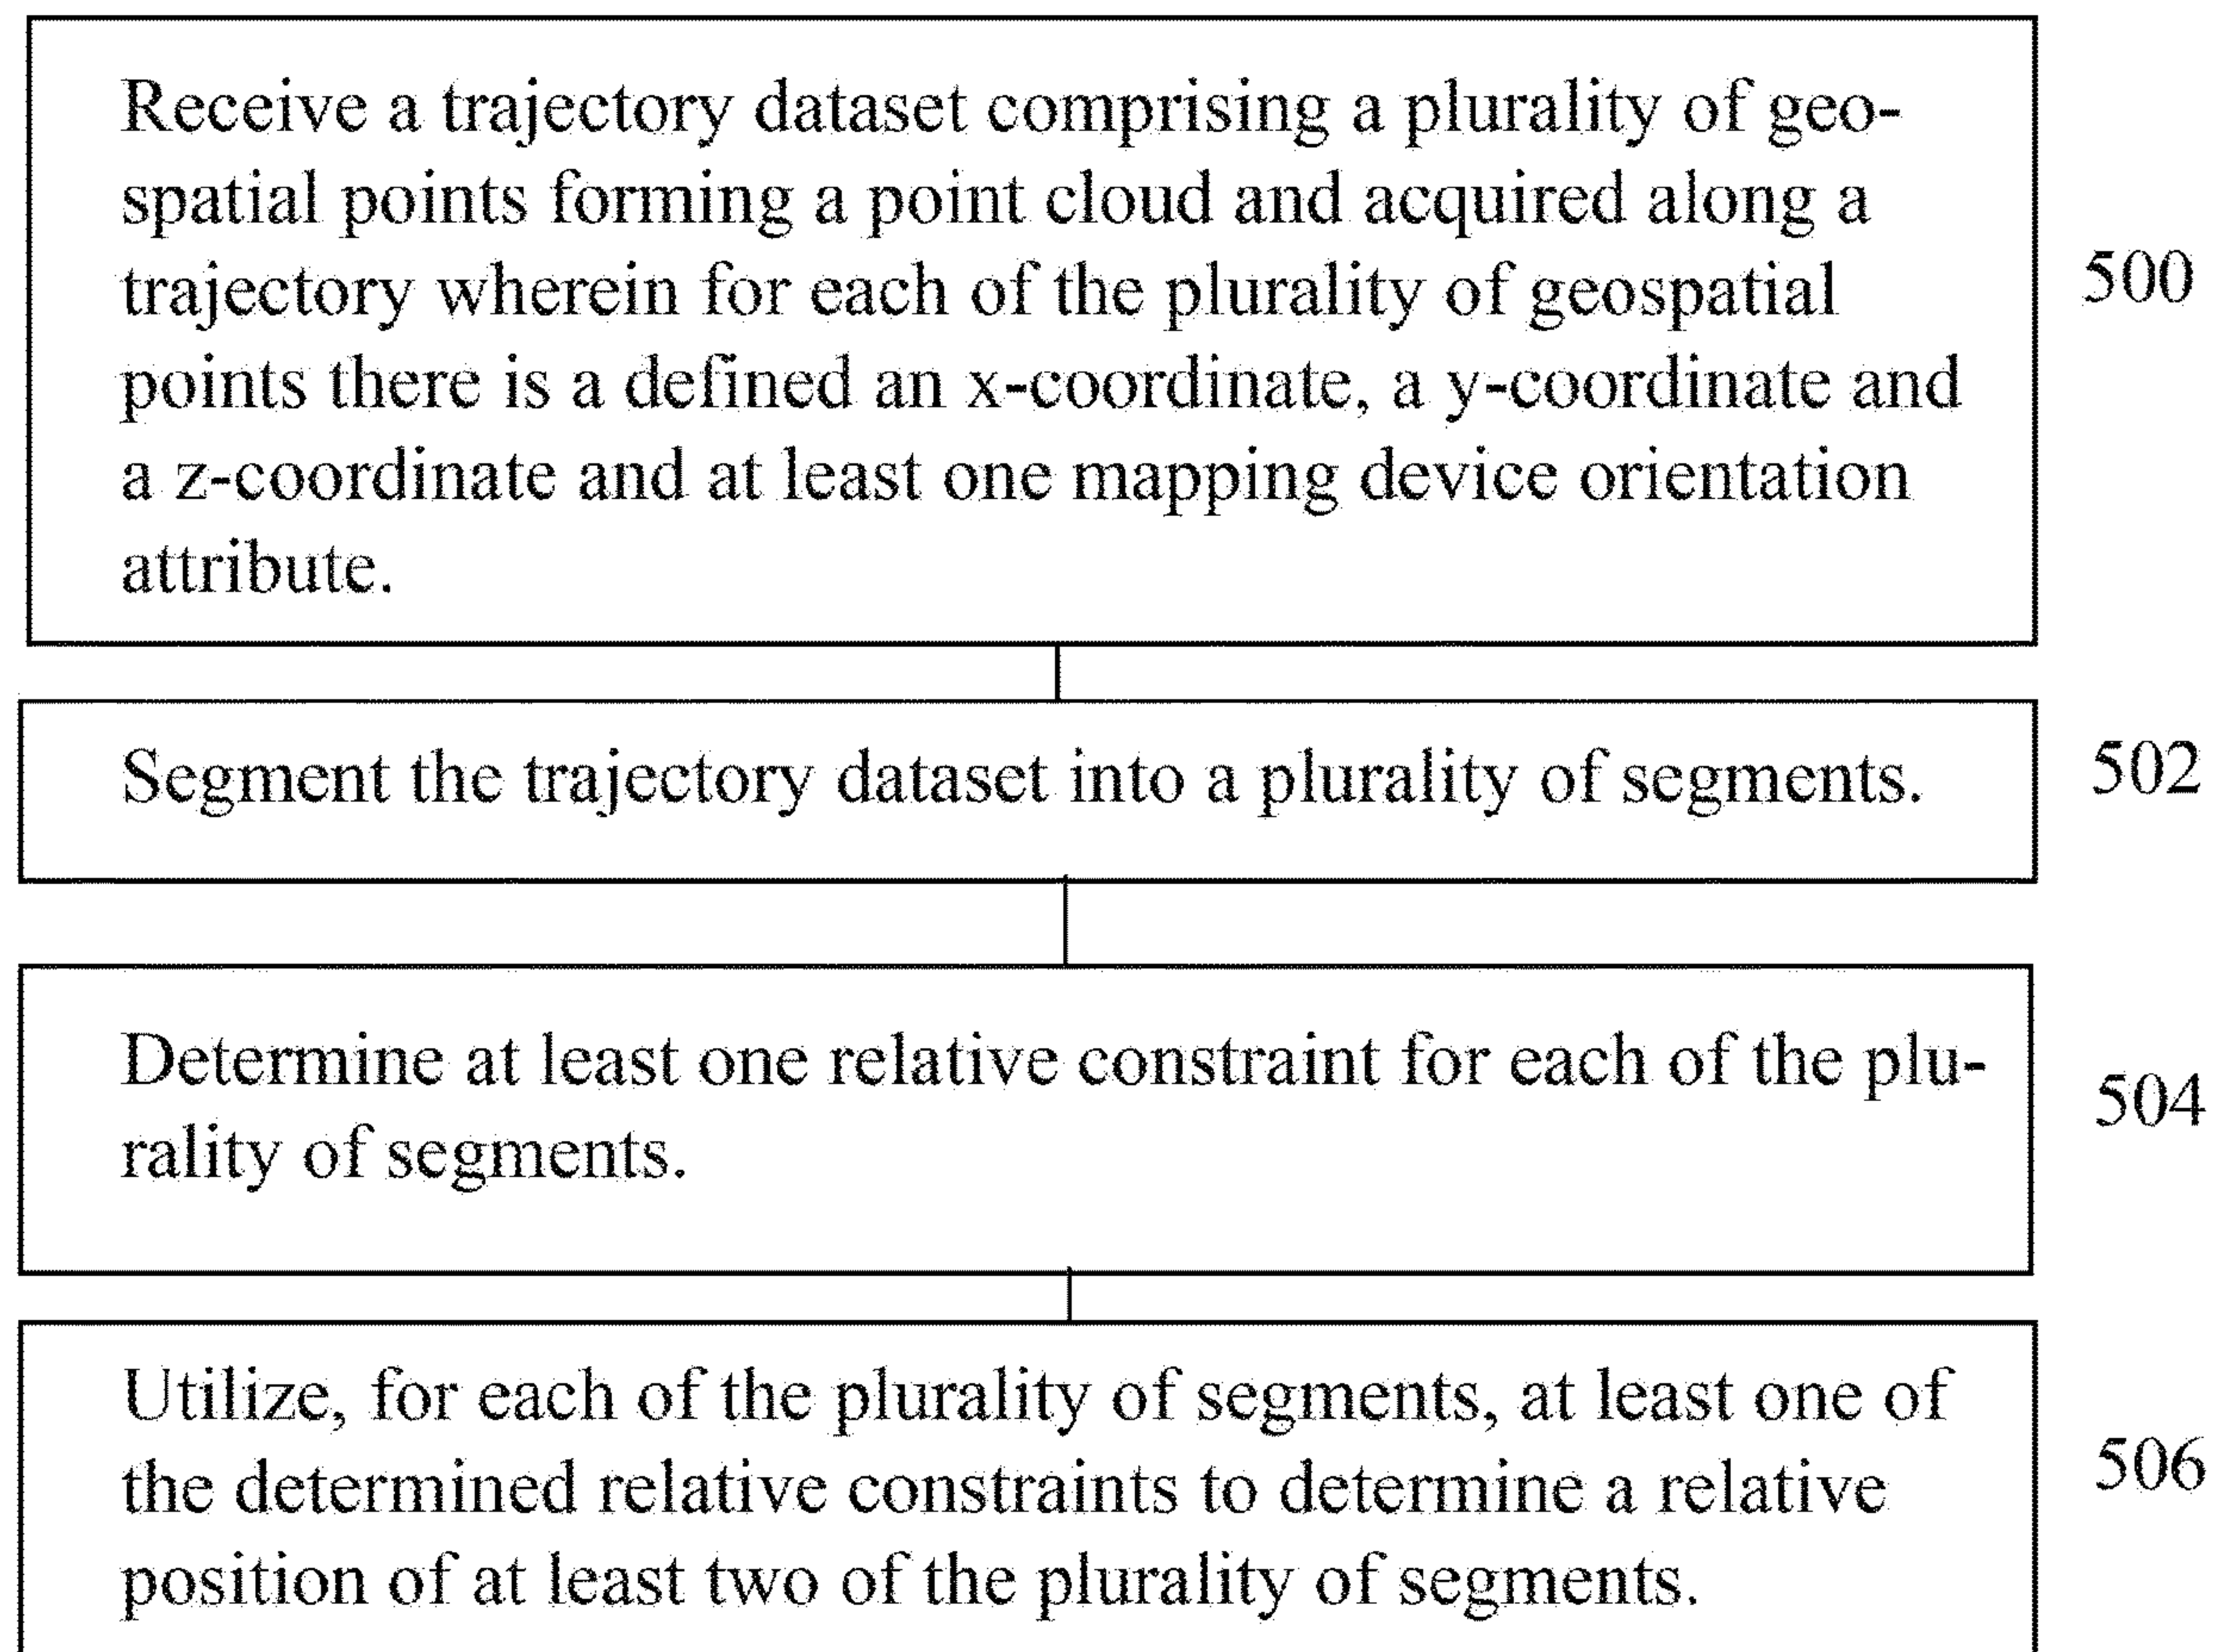 Receive a trajectory dataset comprising a plurality of geo-
spatial points forming a point cloud and acquired along a
trajectory wherein for each of the plurality of geospatial
points there is a defined an x-coordinate, a y-coordinate and
a z-coordinate and at least one mapping device orientation
attribute.
500
Segment the trajectory dataset into a plurality of segments.
502
Determine at least one relative constraint for each of the plu-
rality of segments.
504
Utilize, for each of the plurality of segments, at least one of
the determined relative constraints to determine a relative
position of at least two of the plurality of segments.
506